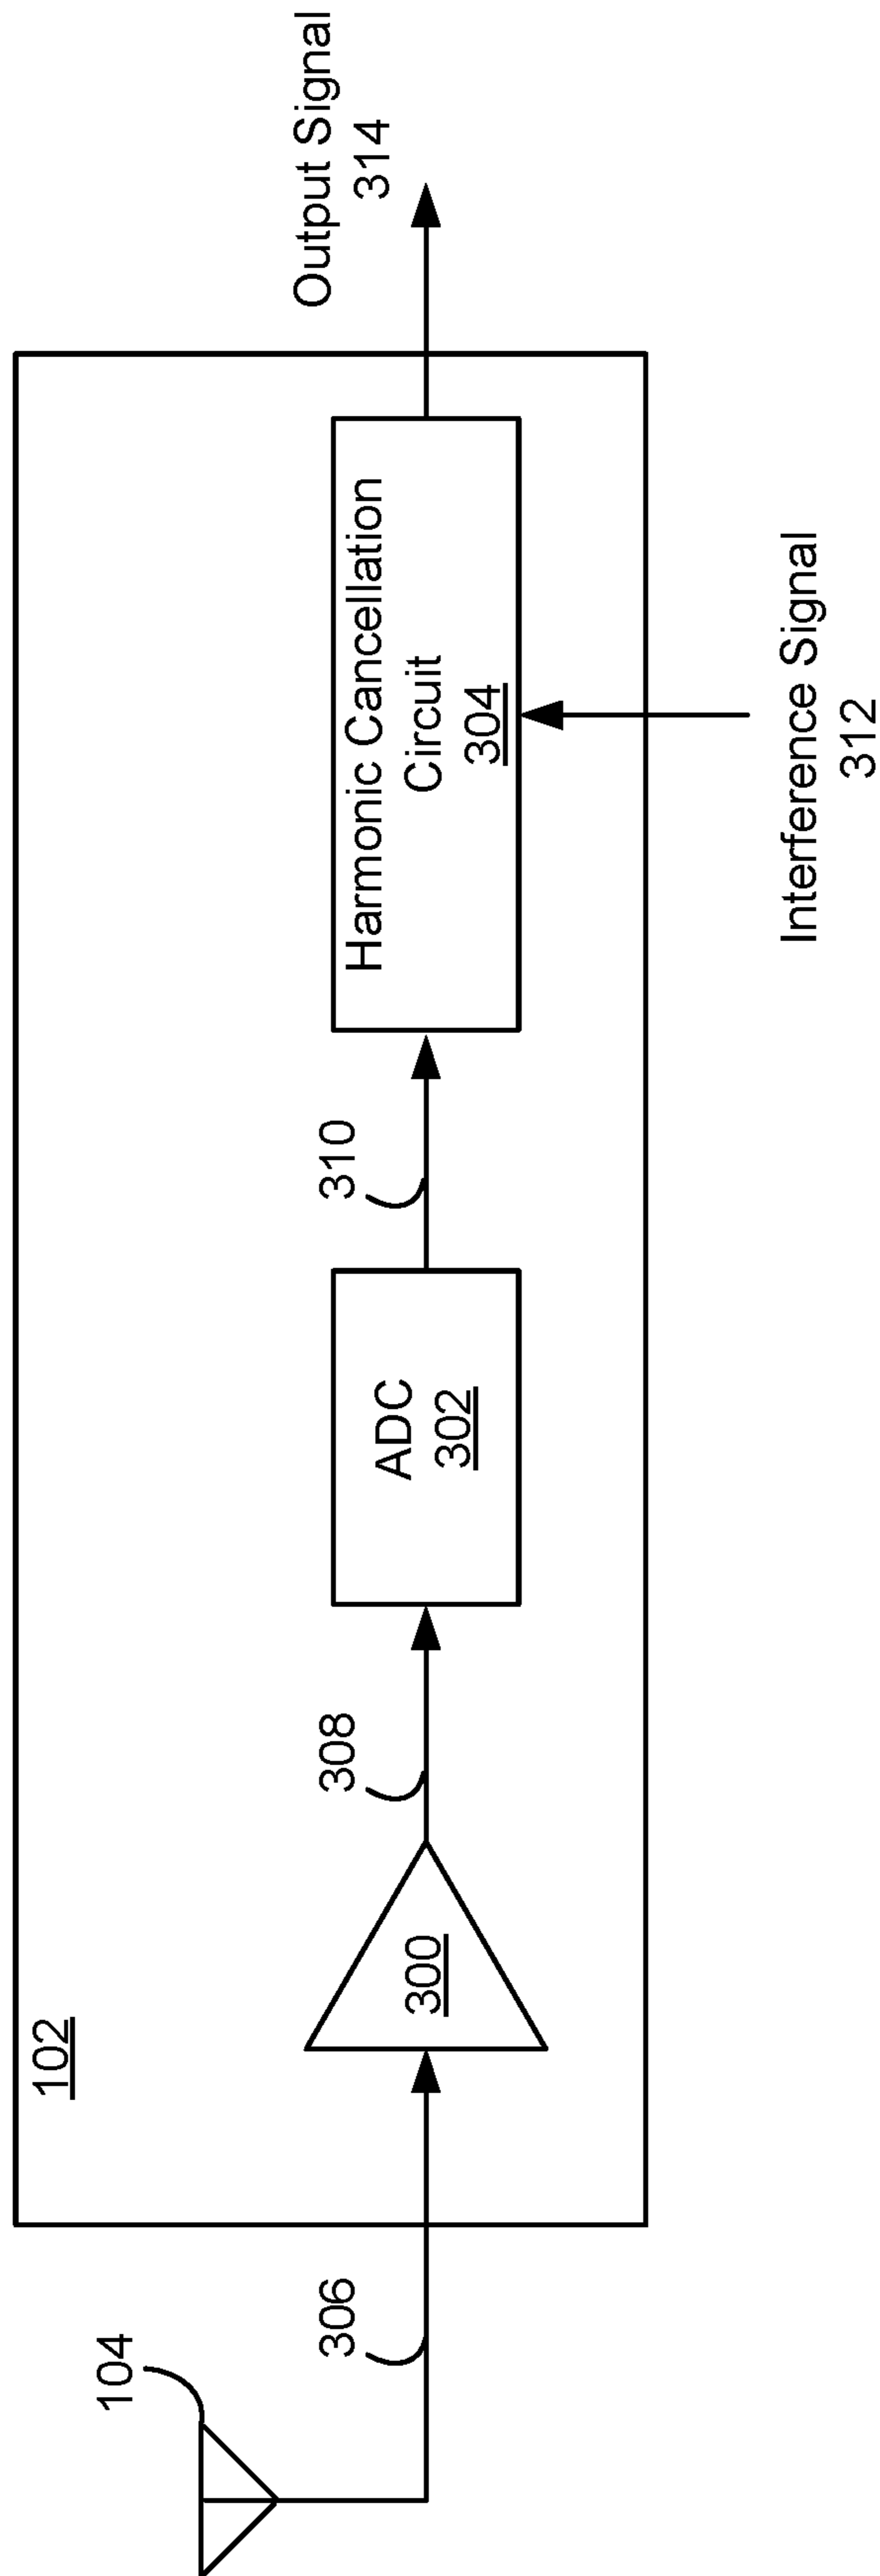 102
104
306
300
308
ADC
302
310
Harmonic Cancellation
Circuit
304
Output Signal
314
Interference Signal
312